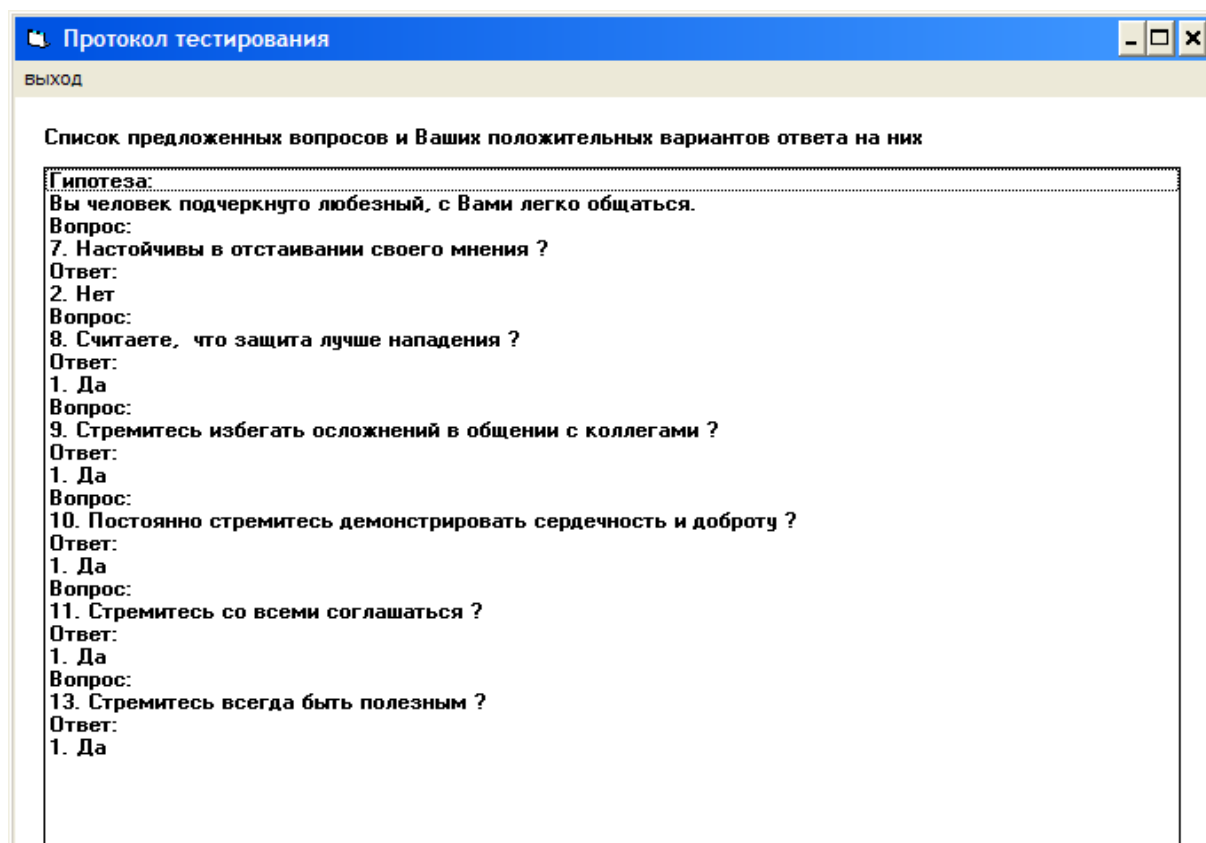 Протокол тестирования
выход
Список предложенных вопросов и Ваших положительных вариантов ответа на них
Гипотеза:
Вы человек подчеркнуто любезный, с Вами легко общаться.
Вопрос:
7. Настойчивы в отстаивании своего мнения ?
Ответ:
2. Нет
Вопрос:
8. Считаете,  что защита лучше нападения ?
Ответ:
1. Да
Вопрос:
9. Стремитесь избегать осложнений в общении с коллегами ?
Ответ:
1. Да
Вопрос:
10. Постоянно стремитесь демонстрировать сердечность и доброту ?
Ответ:
1. Да
Вопрос:
11. Стремитесь со всеми соглашаться ?
Ответ:
1. Да
Вопрос:
13. Стремитесь всегда быть полезным ?
Ответ:
1. Да